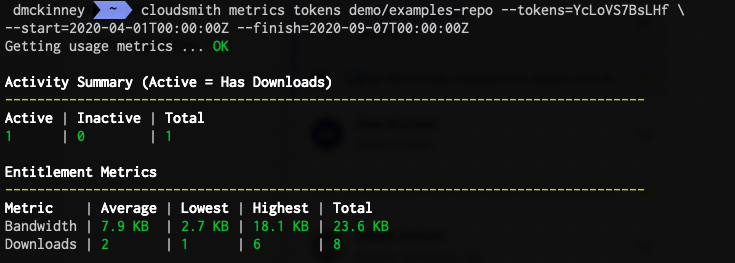 dmckinney ~ cloudsmith metrics tokens demo/examples-repo --tokens=YcLoVS7BsLHf \
--start=2020-04-01T00:00:00Z --finish=2020-09-07T00:00:00Z
Getting usage metrics ... OK
Activity Summary (Active = Has Downloads)
---------------------------------------------------------------------------
Active | Inactive | Total
1 | 0 | 1
Entitlement Metrics
---------------------------------------------------------------------------
Metric | Average | Lowest | Highest | Total
Bandwidth | 7.9 KB | 2.7 KB | 18.1 KB | 23.6 KB
Downloads | 2 | 1 | 6 | 8